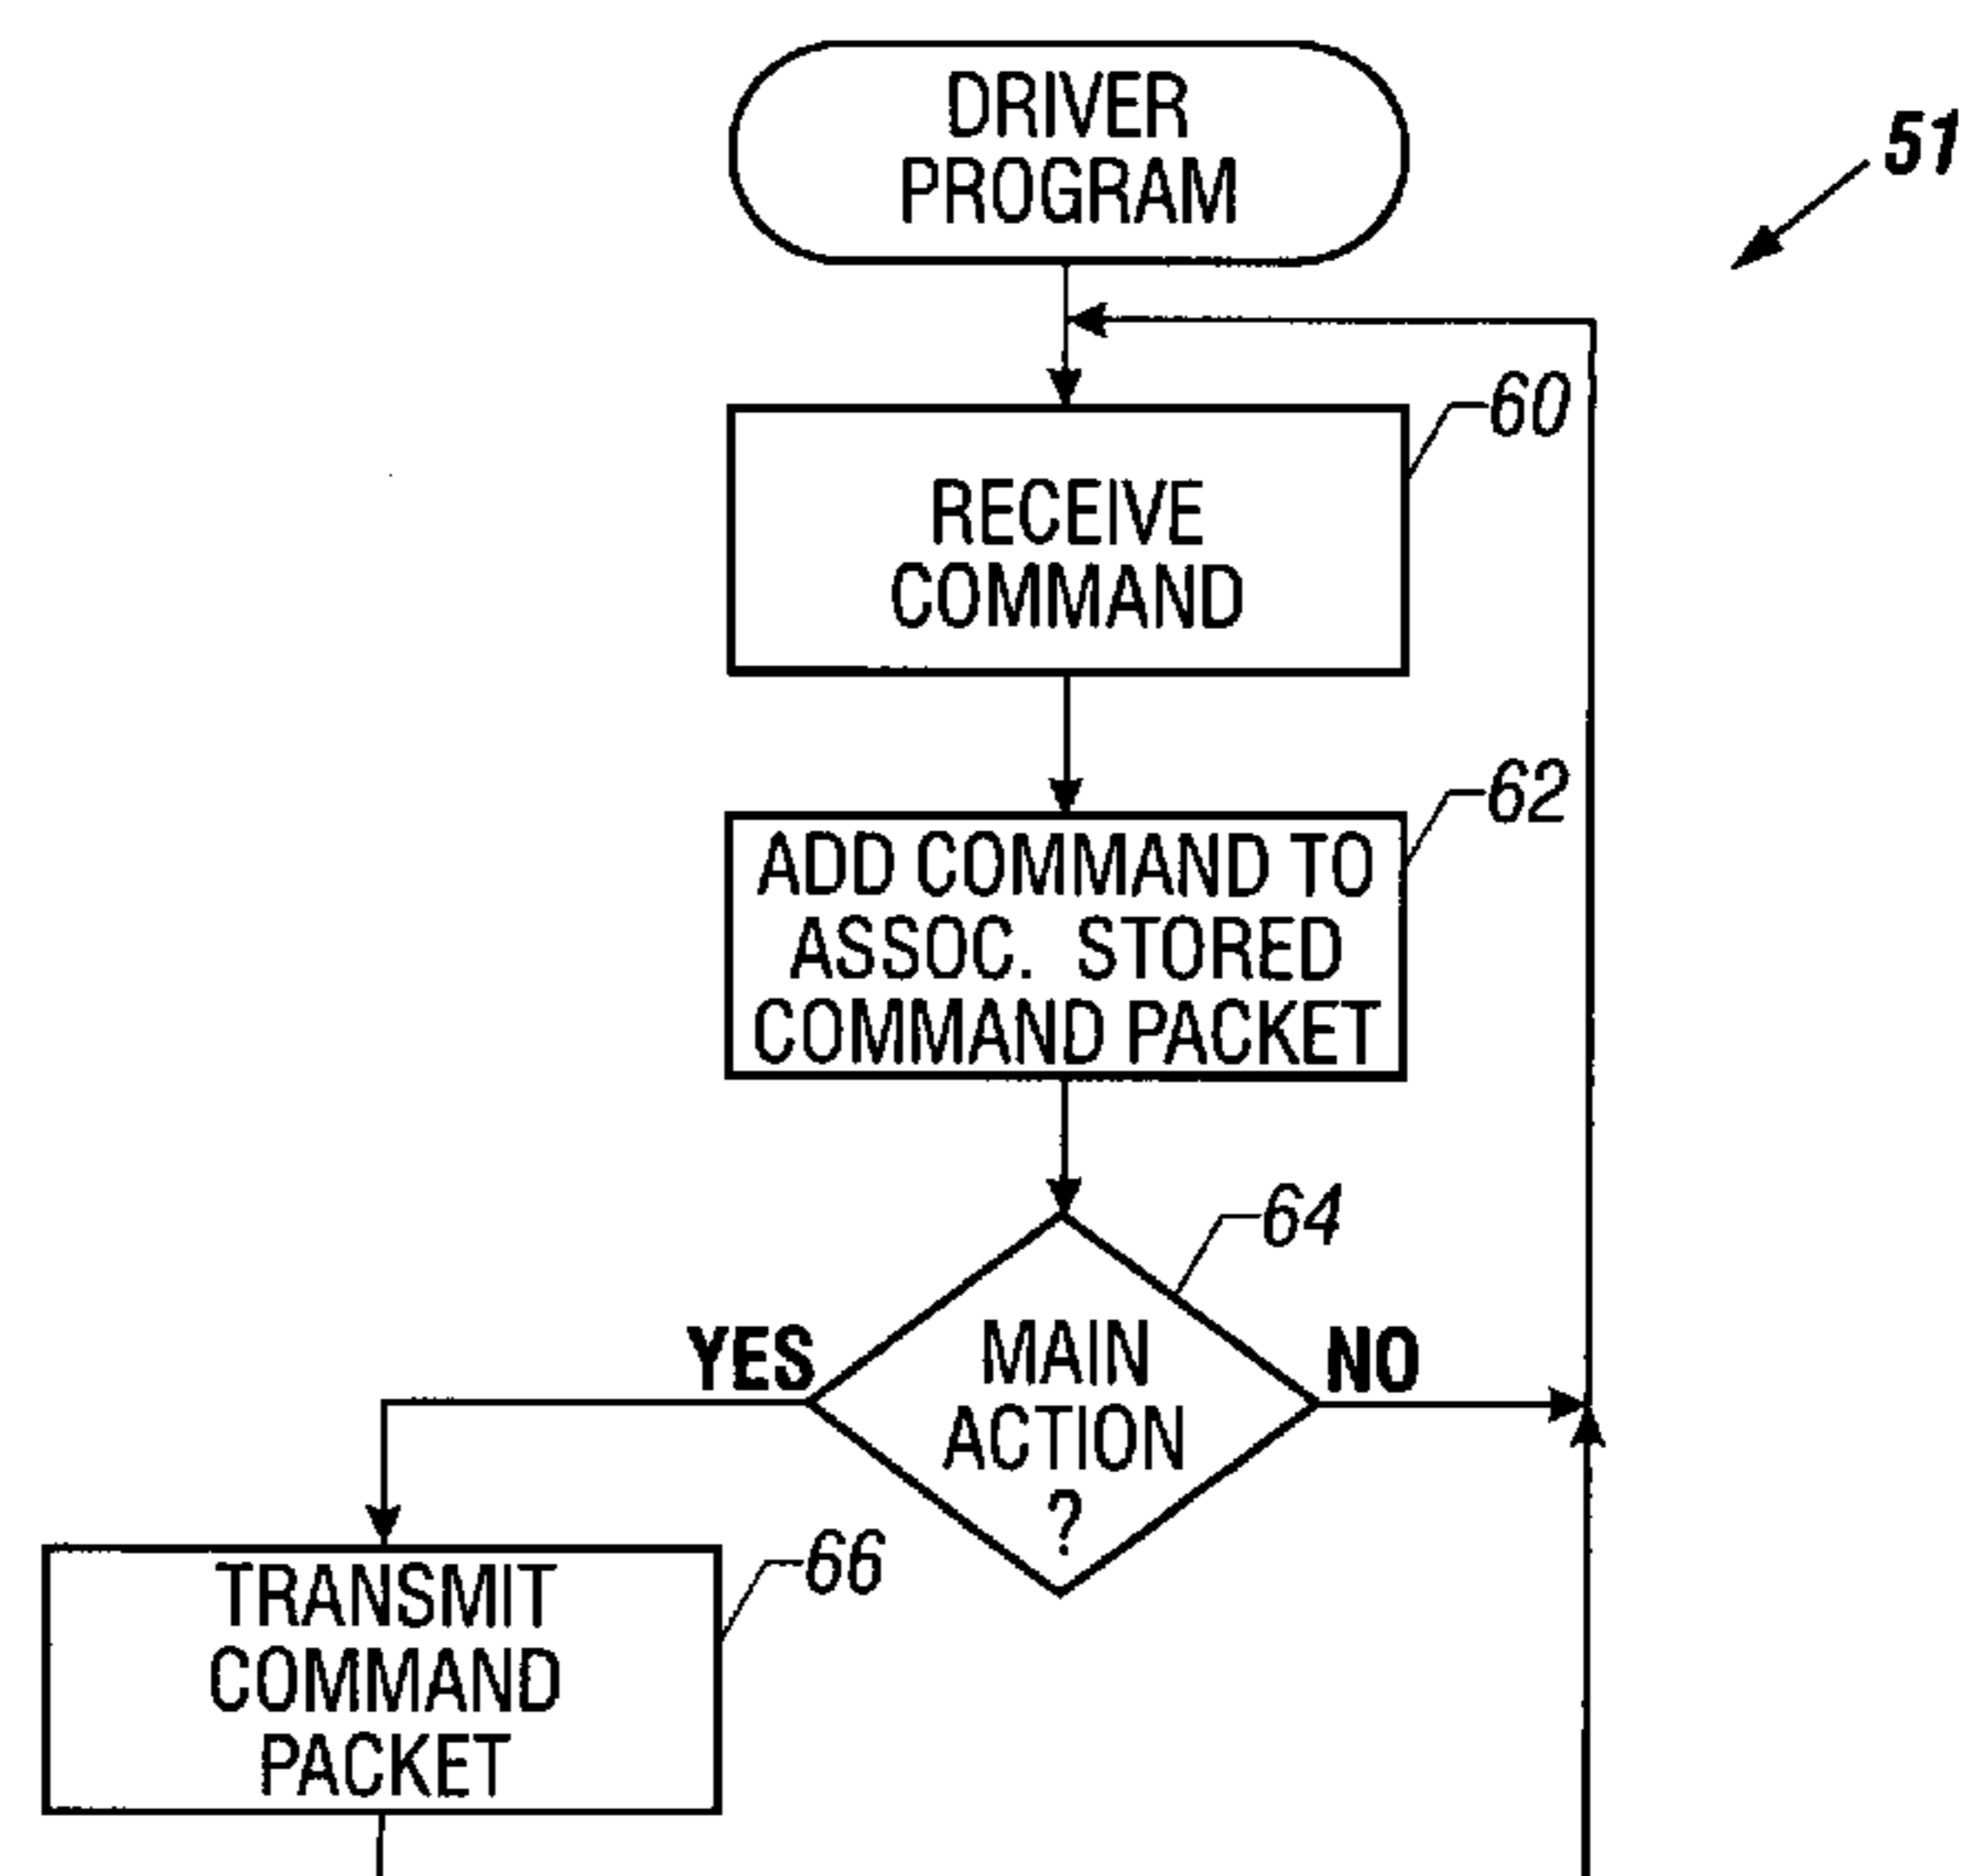 DRIVER
PROGRAM
51
60
RECEIVE
COMMAND
62
ADD COMMAND TO
ASSOC. STORED
COMMAND PACKET
64
YES
MAIN
ACTION
?
NO
66
TRANSMIT
COMMAND
PACKET